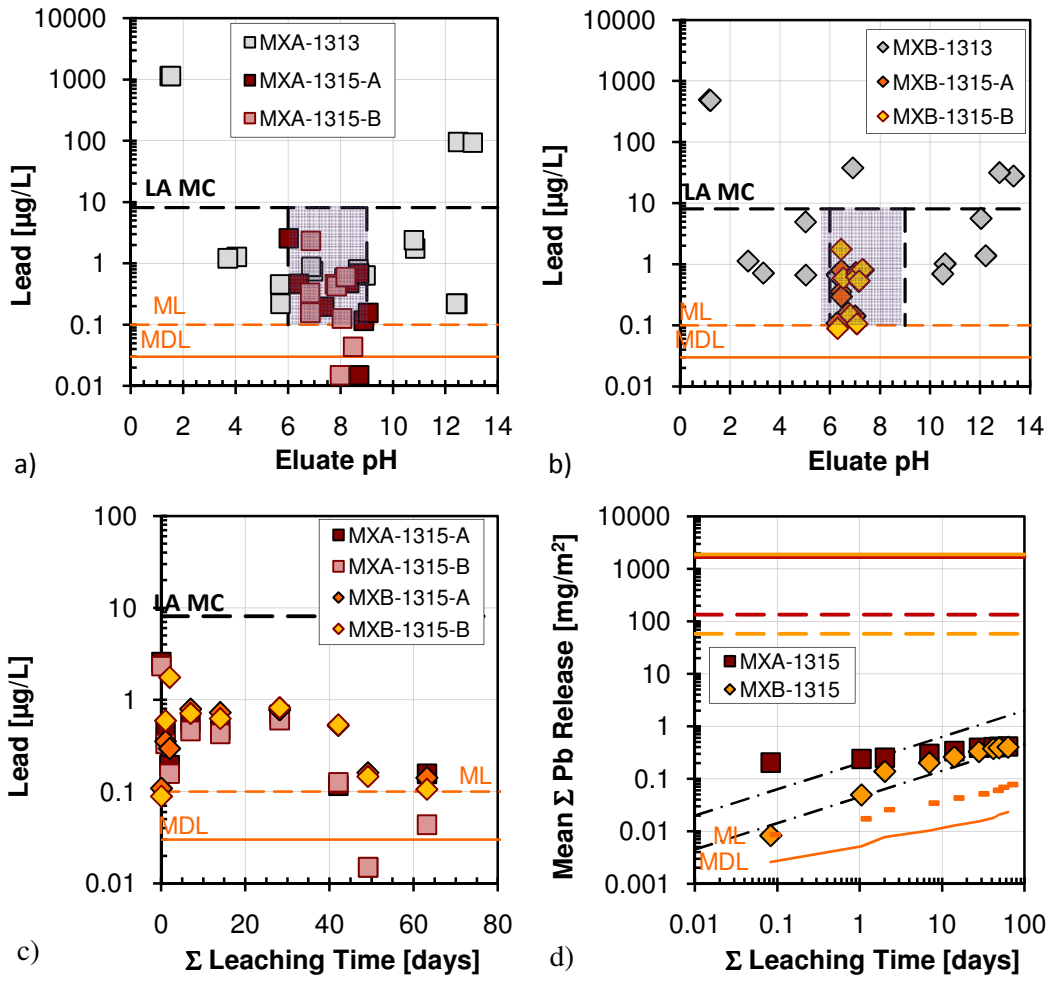 10000
1000
100
10
1
0.1
0.01
Lead [µg/L]
MXA-1313
MXA-1315-A
MXA-1315-B
LA MC
ML
MDL
0 2 4 6 8 10 12 14
Eluate pH
a)
10000
1000
100
10
1
0.1
0.01
Lead [µg/L]
MXB-1313
MXB-1315-A
MXB-1315-B
LA MC
ML
MDL
0 2 4 6 8 10 12 14
Eluate pH
b)
100
10
1
0.1
0.01
Lead [µg/L]
MXA-1315-A
MXA-1315-B
MXB-1315-A
MXB-1315-B
LA MC
ML
MDL
0 20 40 60 80
Σ Leaching Time [days]
c)
10000
1000
100
10
1
0.1
0.01
0.001
Mean Σ Pb Release [mg/m²]
MXA-1315
MXB-1315
ML
MDL
0.01 0.1 1 10 100
Σ Leaching Time [days]
d)